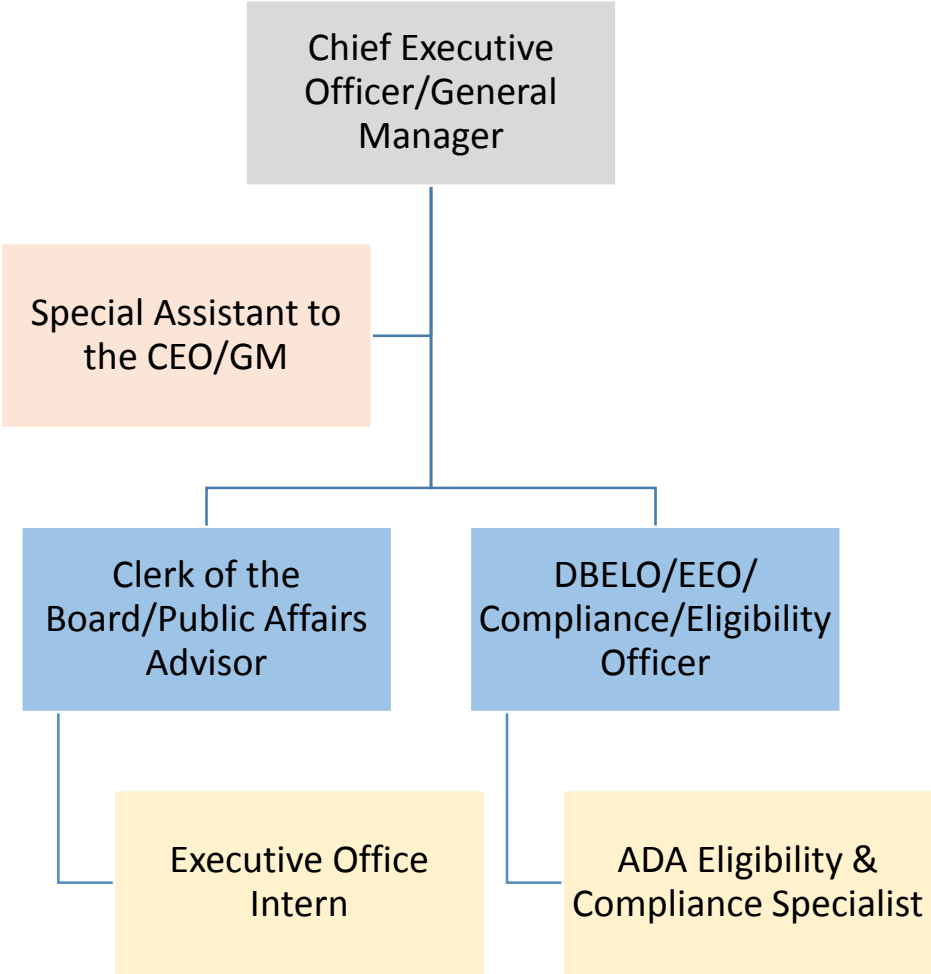 Chief Executive
Officer/General
Manager
Special Assistant to
the CEO/GM
Clerk of the
Board/Public Affairs
Advisor
DBELO/EEO/
Compliance/Eligibility
Officer
Executive Office
Intern
ADA Eligibility &
Compliance Specialist